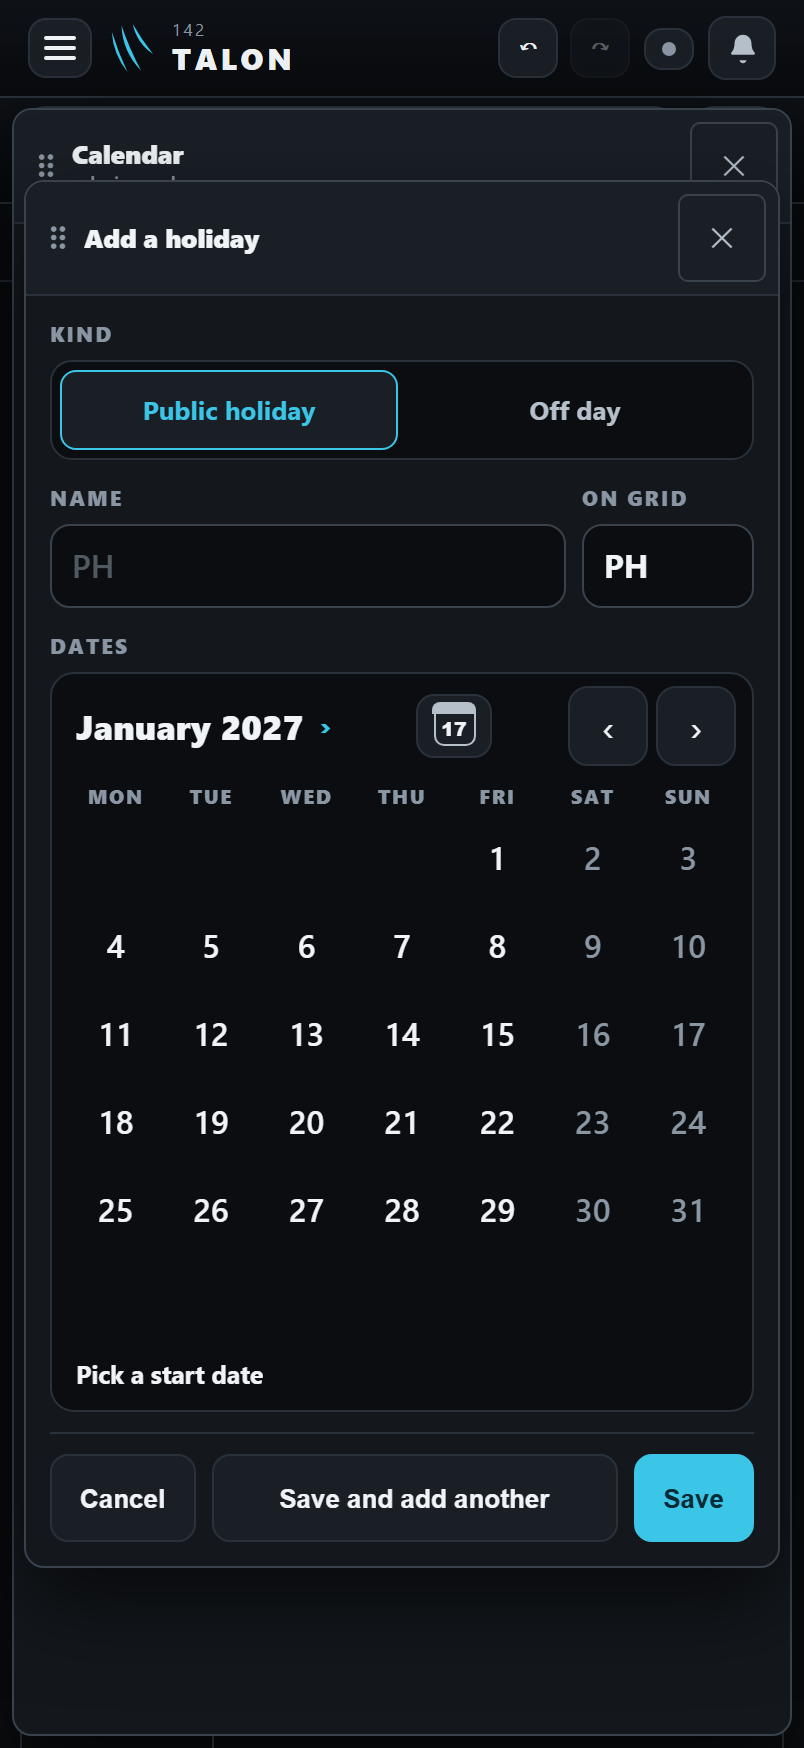 142
TALON
Calendar
Add a holiday
KIND
Public holiday Off day
NAME ON GRID
PH PH
DATES
January 2027 › 17 ‹ ›
MON TUE WED THU FRI SAT SUN
1 2 3
4 5 6 7 8 9 10
11 12 13 14 15 16 17
18 19 20 21 22 23 24
25 26 27 28 29 30 31
Pick a start date
Cancel Save and add another Save